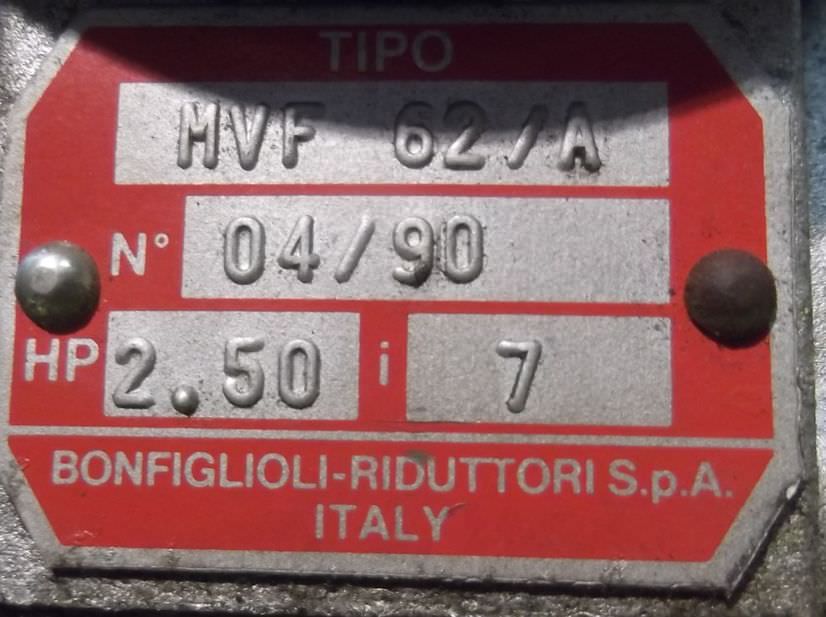 TIPO
MVF 62/A
N° 04/90
HP 2.50 i 7
BONFIGLIOLI-RIDUTTORI S.p.A.
ITALY